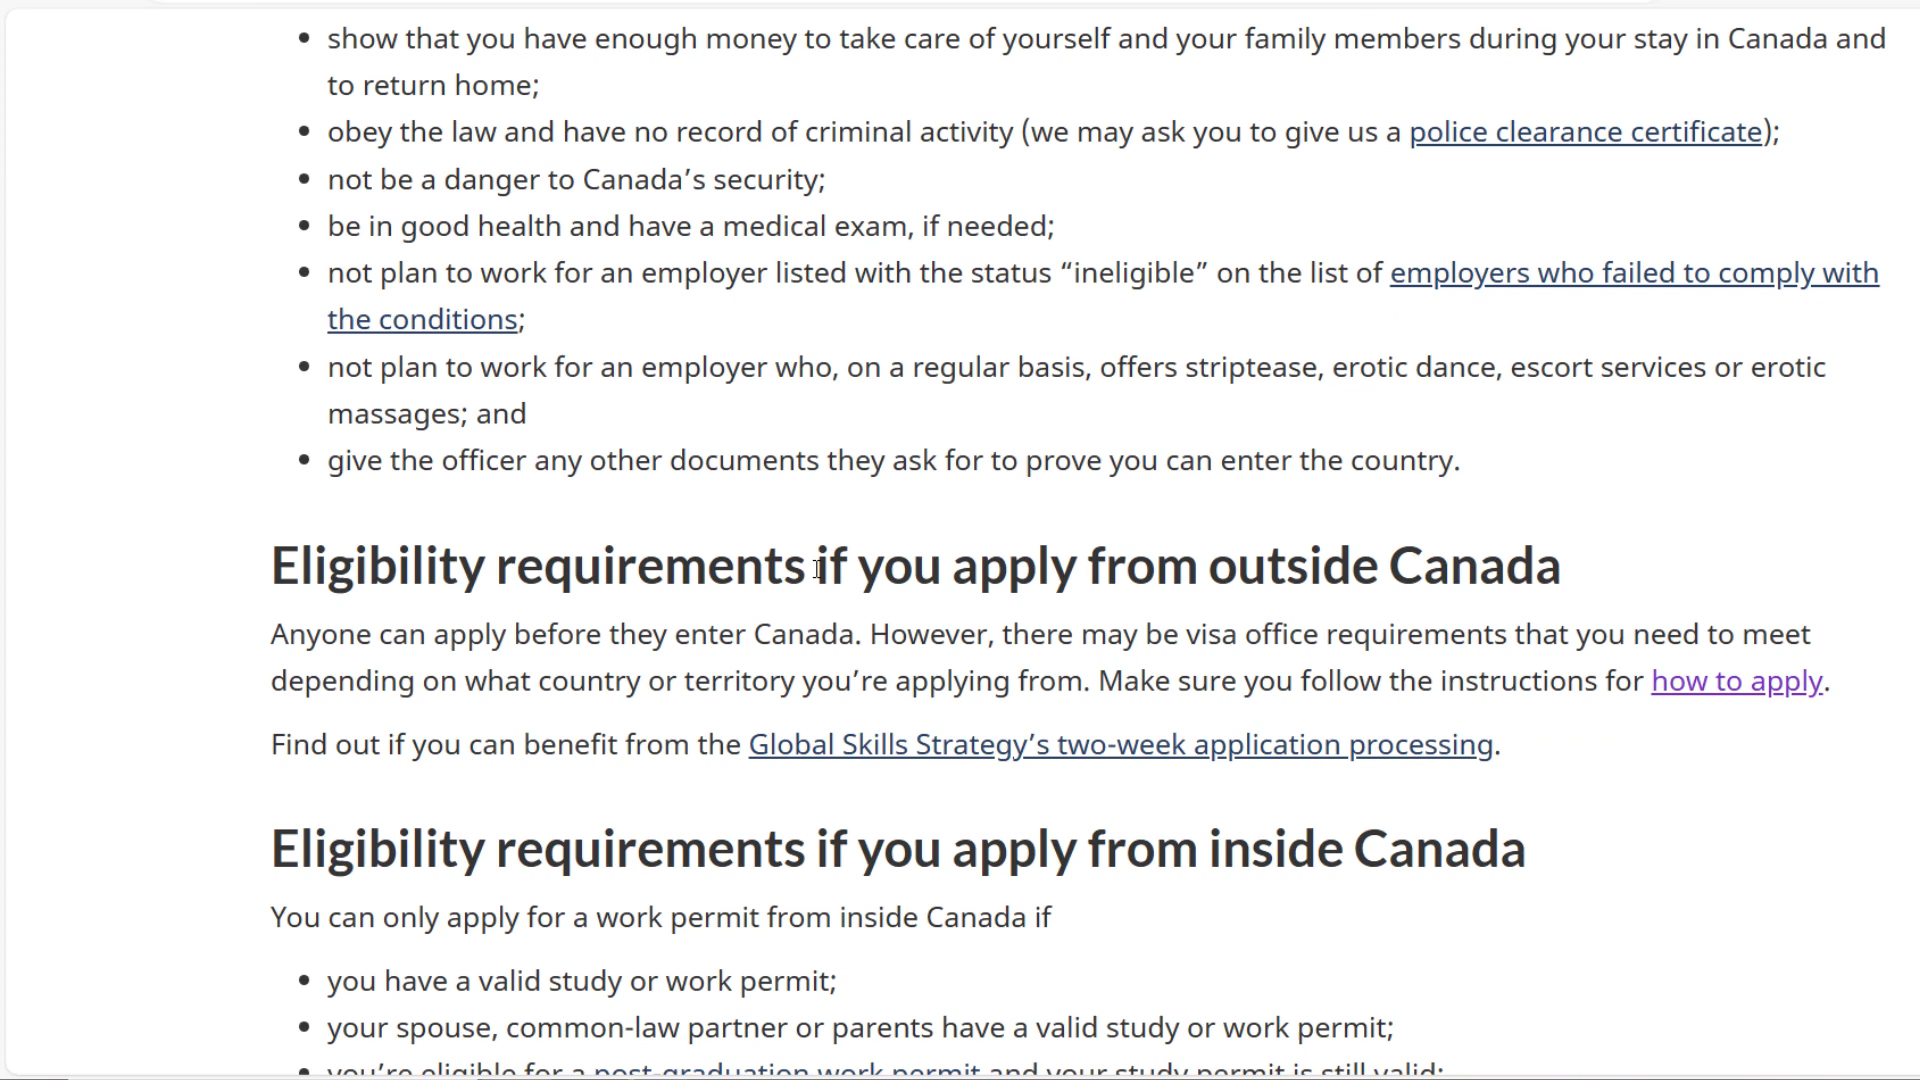 • show that you have enough money to take care of yourself and your family members during your stay in Canada and
to return home;
• obey the law and have no record of criminal activity (we may ask you to give us a police clearance certificate);
• not be a danger to Canada’s security;
• be in good health and have a medical exam, if needed;
• not plan to work for an employer listed with the status “ineligible” on the list of employers who failed to comply with
the conditions;
• not plan to work for an employer who, on a regular basis, offers striptease, erotic dance, escort services or erotic
massages; and
• give the officer any other documents they ask for to prove you can enter the country.
Eligibility requirements if you apply from outside Canada
Anyone can apply before they enter Canada. However, there may be visa office requirements that you need to meet
depending on what country or territory you’re applying from. Make sure you follow the instructions for how to apply.
Find out if you can benefit from the Global Skills Strategy’s two-week application processing.
Eligibility requirements if you apply from inside Canada
You can only apply for a work permit from inside Canada if
• you have a valid study or work permit;
• your spouse, common-law partner or parents have a valid study or work permit;
• you’re eligible for a post-graduation work permit and your study permit is still valid;